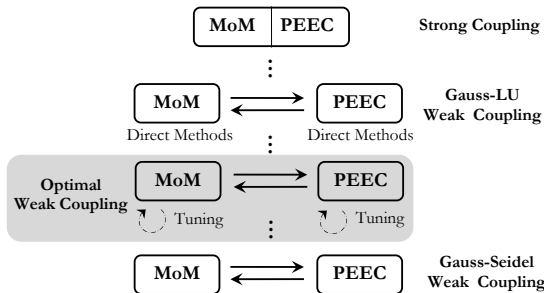 MoM PEEC Strong Coupling
Gauss-LU
MoM PEEC Weak Coupling
Direct Methods Direct Methods
Optimal
Weak Coupling
MoM PEEC
Tuning Tuning
Gauss-Seidel
MoM PEEC Weak Coupling